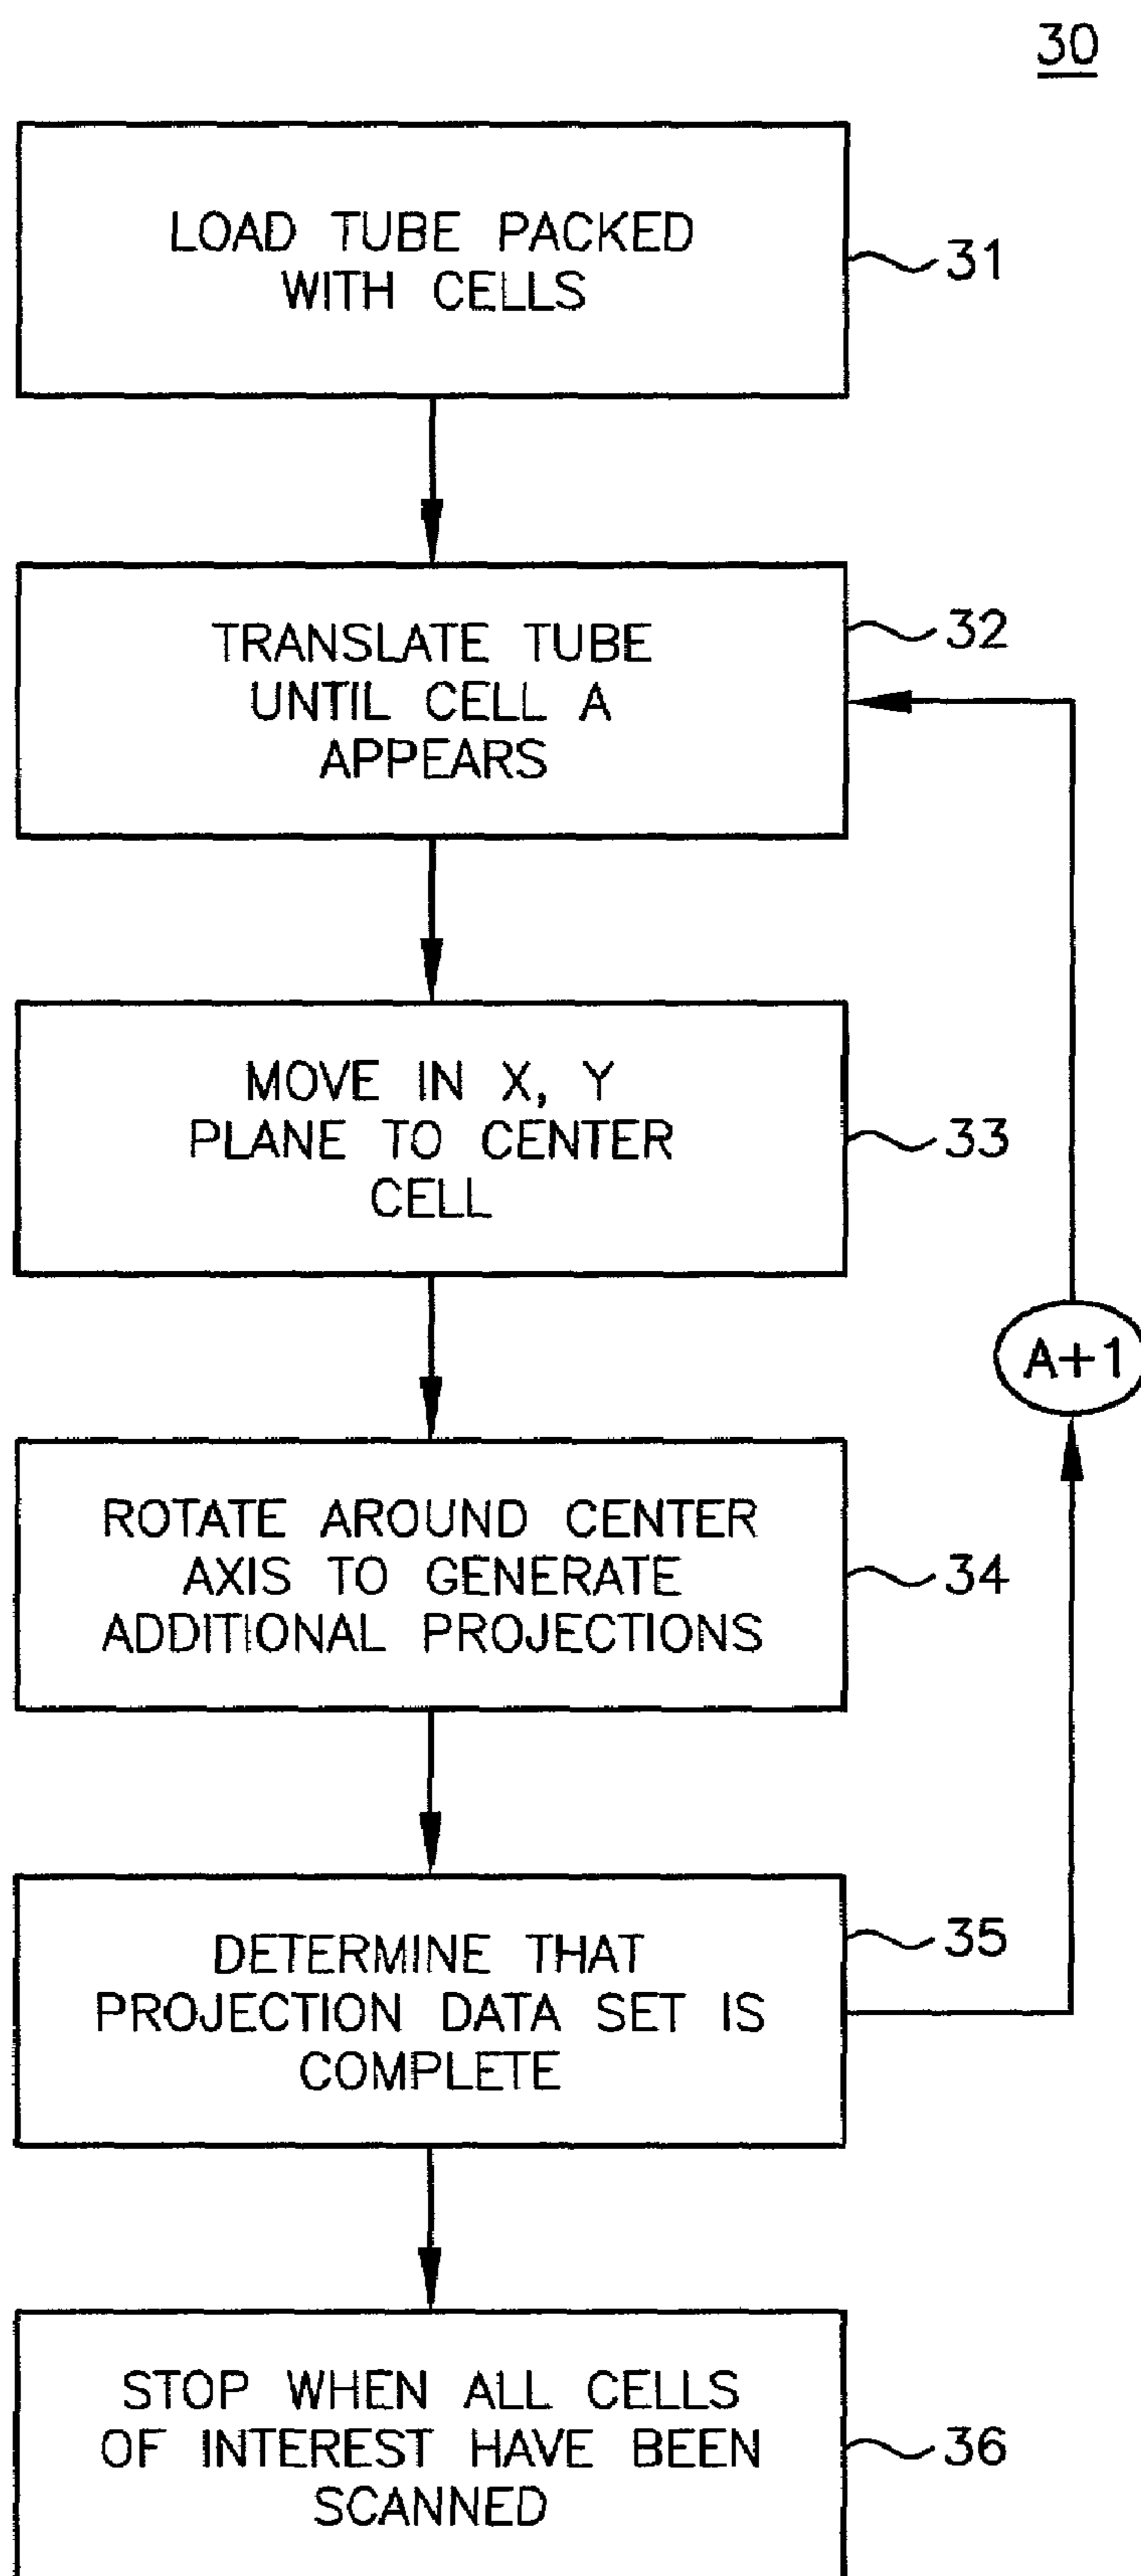 30
LOAD TUBE PACKED
WITH CELLS
31
TRANSLATE TUBE
UNTIL CELL A
APPEARS
32
MOVE IN X, Y
PLANE TO CENTER
CELL
33
A+1
ROTATE AROUND CENTER
AXIS TO GENERATE
ADDITIONAL PROJECTIONS
34
DETERMINE THAT
PROJECTION DATA SET IS
COMPLETE
35
STOP WHEN ALL CELLS
OF INTEREST HAVE BEEN
SCANNED
36